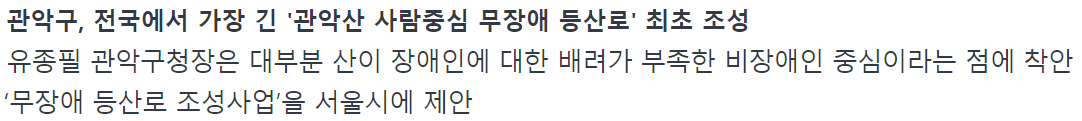 관악구, 전국에서 가장 긴 '관악산 사람중심 무장애 등산로' 최초 조성
유종필 관악구청장은 대부분 산이 장애인에 대한 배려가 부족한 비장애인 중심이라는 점에 착안
‘무장애 등산로 조성사업’을 서울시에 제안